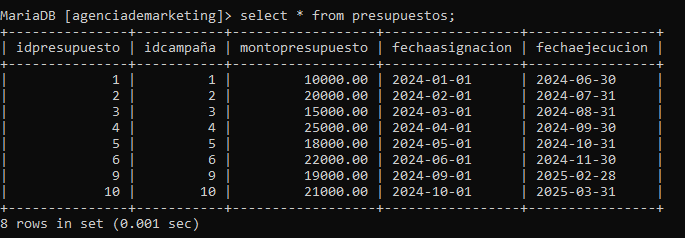 MariaDB [agenciademarketing]> select * from presupuestos;
+---------------+-----------+------------------+-----------------+----------------+
| idpresupuesto | idcampaña | montopresupuesto | fechaasignacion | fechaejecucion |
+---------------+-----------+------------------+-----------------+----------------+
|             1 |         1 |         10000.00 | 2024-01-01      | 2024-06-30     |
|             2 |         2 |         20000.00 | 2024-02-01      | 2024-07-31     |
|             3 |         3 |         15000.00 | 2024-03-01      | 2024-08-31     |
|             4 |         4 |         25000.00 | 2024-04-01      | 2024-09-30     |
|             5 |         5 |         18000.00 | 2024-05-01      | 2024-10-31     |
|             6 |         6 |         22000.00 | 2024-06-01      | 2024-11-30     |
|             9 |         9 |         19000.00 | 2024-09-01      | 2025-02-28     |
|            10 |        10 |         21000.00 | 2024-10-01      | 2025-03-31     |
+---------------+-----------+------------------+-----------------+----------------+
8 rows in set (0.001 sec)